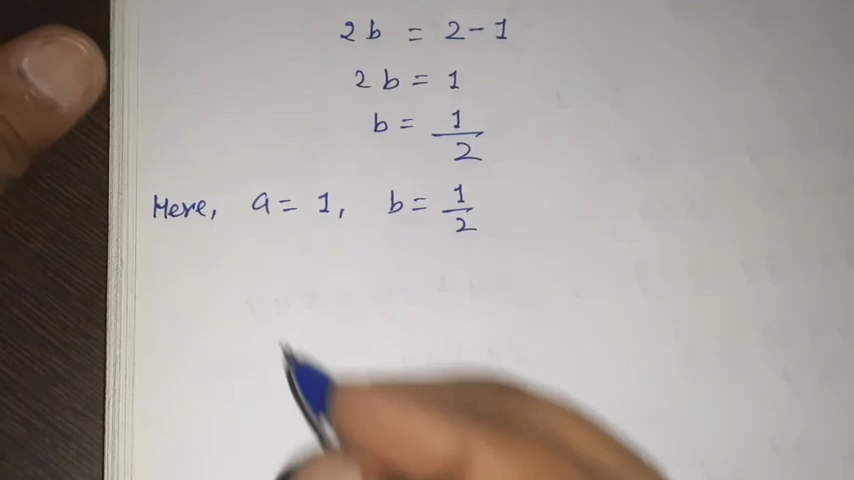 2b = 2-1
2b = 1
b = 1/2
Here, a = 1, b = 1/2